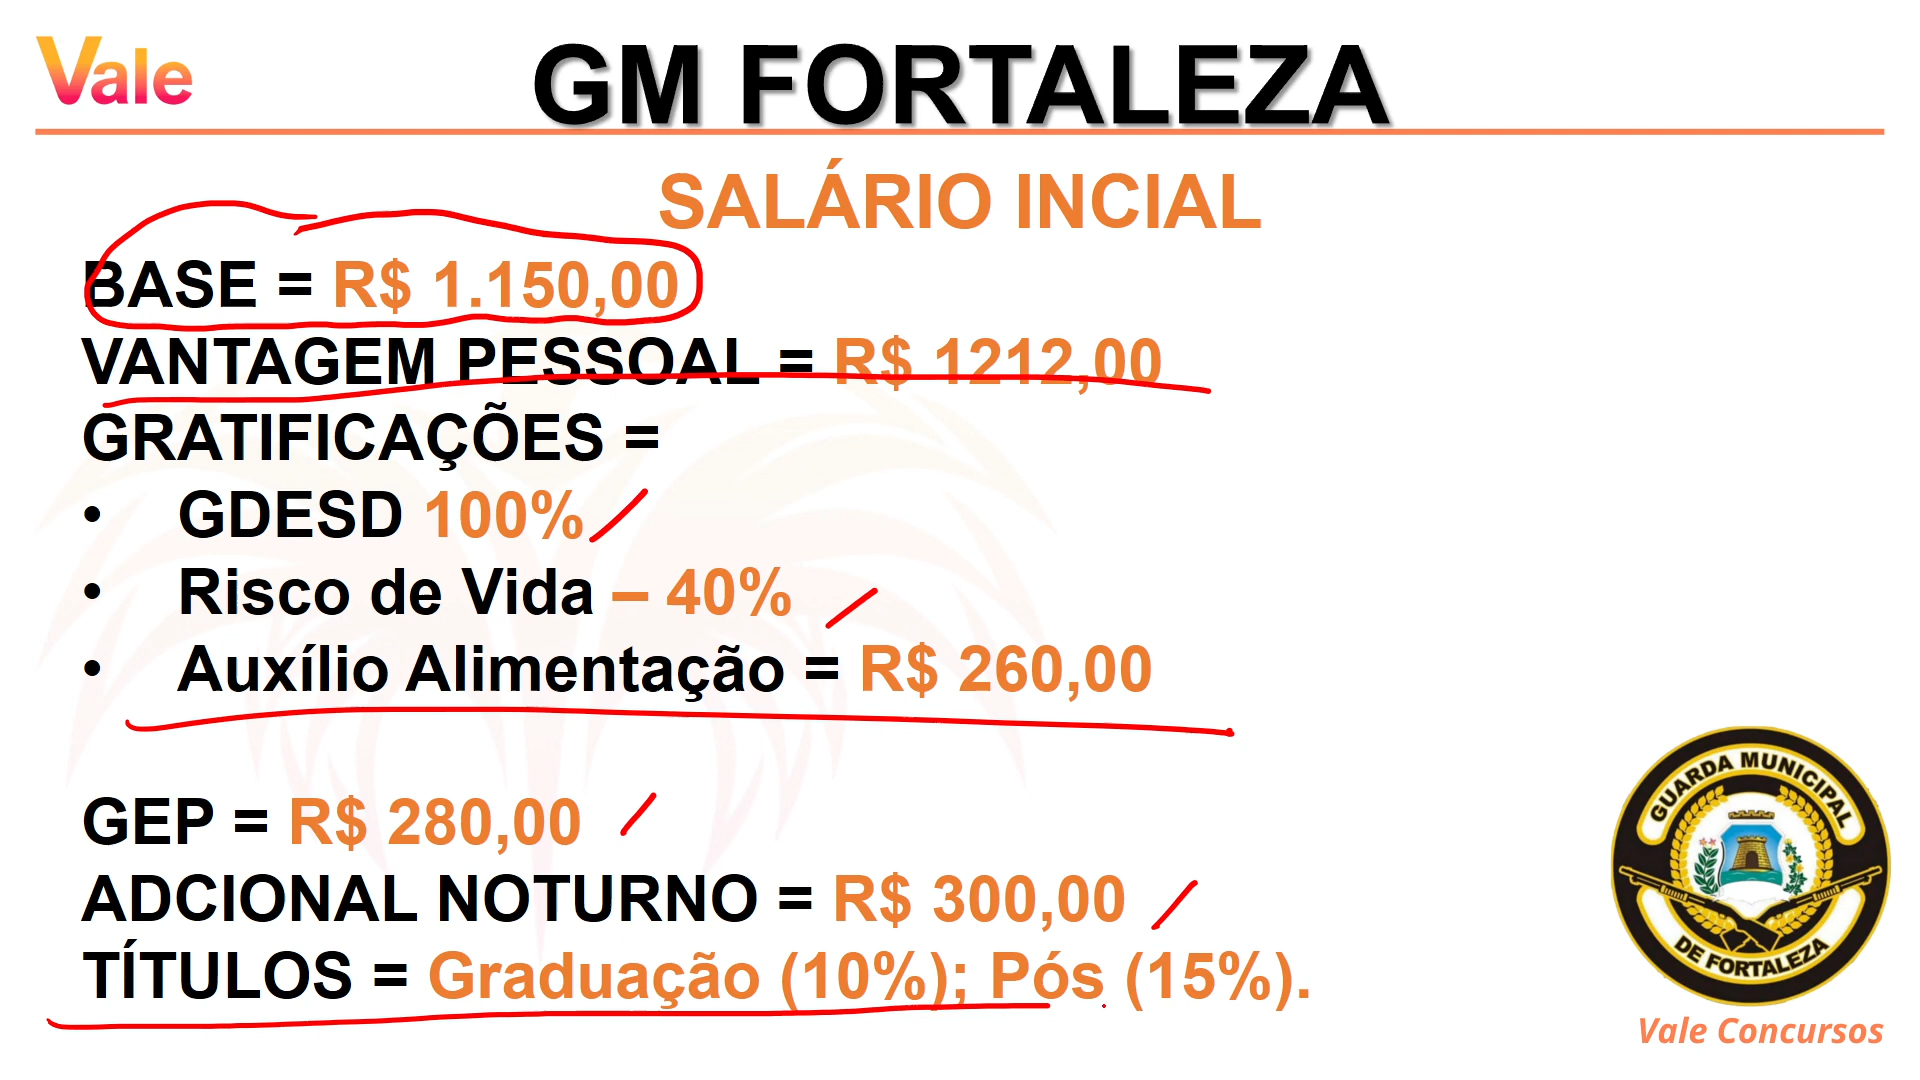 Vale
GM FORTALEZA
SALÁRIO INCIAL
BASE = R$ 1.150,00
VANTAGEM PESSOAL = R$ 1212,00
GRATIFICAÇÕES =
• GDESD 100%
• Risco de Vida – 40%
• Auxílio Alimentação = R$ 260,00
GEP = R$ 280,00
ADCIONAL NOTURNO = R$ 300,00
TÍTULOS = Graduação (10%); Pós (15%).
GUARDA MUNICIPAL
DE FORTALEZA
Vale Concursos